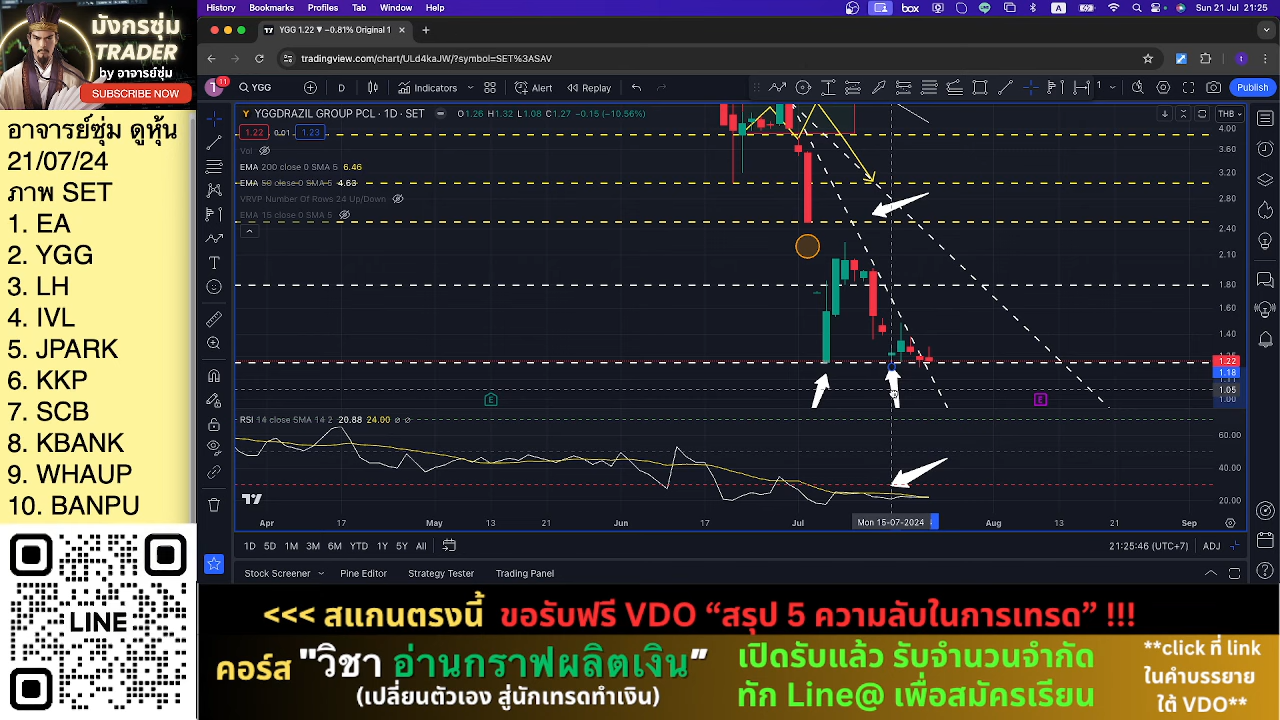 มังกรซุ่ม
TRADER
by อาจารย์ซุ่ม
SUBSCRIBE NOW
อาจารย์ซุ่ม ดูหุ้น
21/07/24
ภาพ SET
1. EA
2. YGG
3. LH
4. IVL
5. JPARK
6. KKP
7. SCB
8. KBANK
9. WHAUP
10. BANPU
LINE
History Bookmarks Profiles Tab Window Help
Sun 21 Jul 21:25
YGG 1.22 ▼ −0.81% Original 1
tradingview.com/chart/ULd4kaJW/?symbol=SET%3ASAV
11
YGG D Indicators Alert Replay Publish
YGGDRAZIL GROUP PCL · 1D · SET O1.26 H1.32 L1.08 C1.27 −0.15 (−10.56%)
THB
1.22 0.01 1.23
Vol
EMA 200 close 0 SMA 5 6.46
EMA 50 close 0 SMA 5 4.63
VRVP Number Of Rows 24 Up/Down
EMA 15 close 0 SMA 5
4.00
3.60
3.20
2.80
2.40
2.10
1.80
1.60
1.40
1.22
1.18
1.05
1.00
E
E
RSI 14 close SMA 14 2 20.88 24.00 ø ø
60.00
40.00
20.00
Apr 17 May 13 21 Jun 17 Jul Mon 15-07-2024 Aug 13 21 Sep
1D 5D 1M 3M 6M YTD 1Y 5Y All
21:25:46 (UTC+7) ADJ
Stock Screener Pine Editor Strategy Tester Trading Panel
<<< สแกนตรงนี้ ขอรับฟรี VDO “สรุป 5 ความลับในการเทรด” !!!
คอร์ส "วิชา อ่านกราฟผลิตเงิน”
(เปลี่ยนตัวเอง สู่นักเทรดทำเงิน)
เปิดรับแล้ว รับจำนวนจำกัด
ทัก Line@ เพื่อสมัครเรียน
**click ที่ link
ในคำบรรยาย
ใต้ VDO**